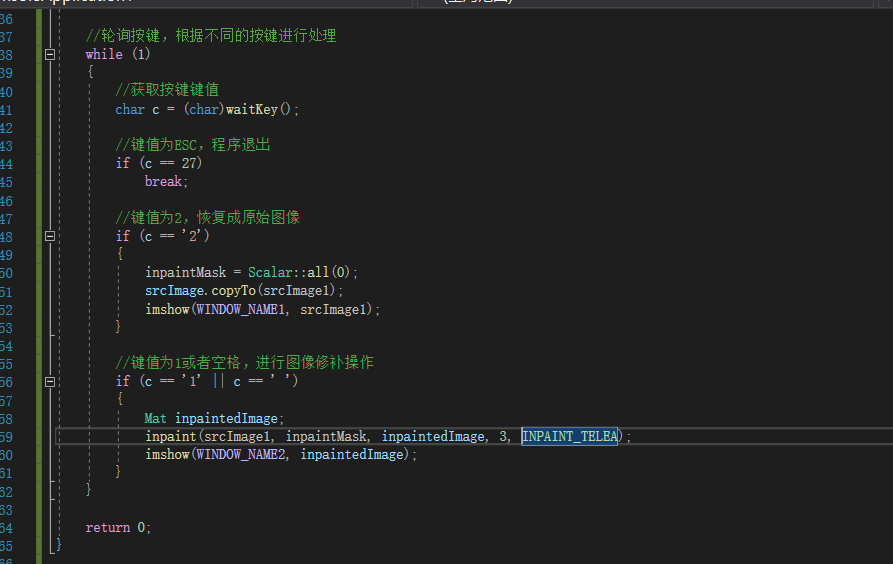 36
37 //轮询按键，根据不同的按键进行处理
38 while (1)
39 {
40 //获取按键键值
41 char c = (char)waitKey();
42
43 //键值为ESC，程序退出
44 if (c == 27)
45 break;
46
47 //键值为2，恢复成原始图像
48 if (c == '2')
49 {
50 inpaintMask = Scalar::all(0);
51 srcImage.copyTo(srcImage1);
52 imshow(WINDOW_NAME1, srcImage1);
53 }
54
55 //键值为1或者空格，进行图像修补操作
56 if (c == '1' || c == ' ')
57 {
58 Mat inpaintedImage;
59 inpaint(srcImage1, inpaintMask, inpaintedImage, 3, INPAINT_TELEA);
60 imshow(WINDOW_NAME2, inpaintedImage);
61 }
62 }
63
64 return 0;
65 }